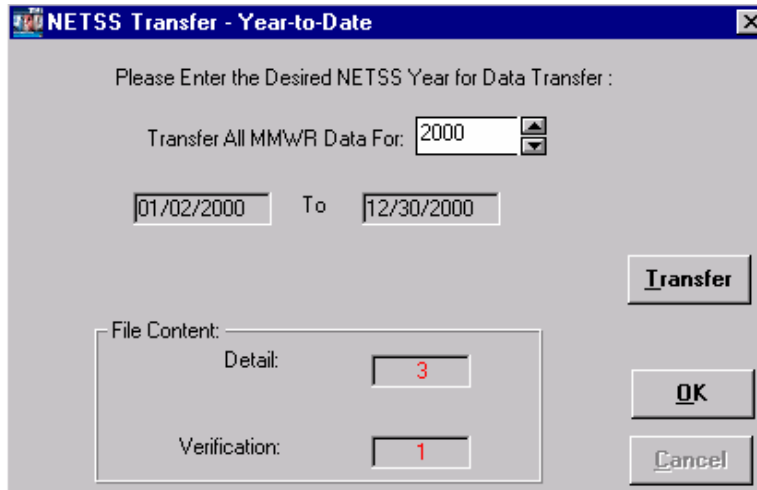 NETSS Transfer - Year-to-Date
Please Enter the Desired NETSS Year for Data Transfer :
Transfer All MMWR Data For: 2000
01/02/2000 To 12/30/2000
Transfer
File Content:
Detail: 3
OK
Verification: 1
Cancel